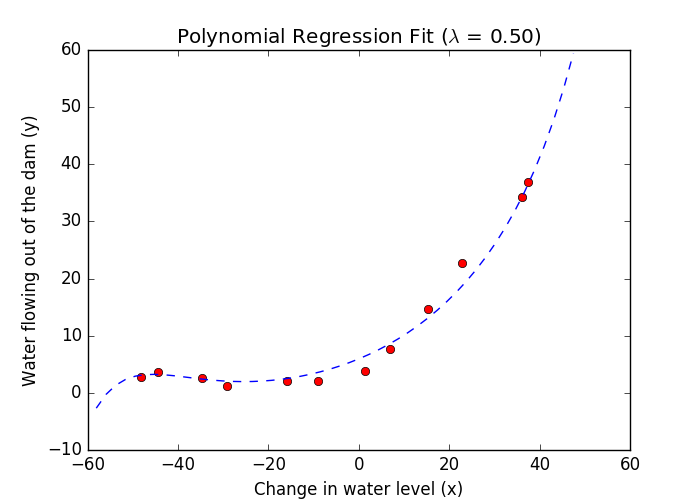 Polynomial Regression Fit (λ = 0.50)
60
50
40
30
20
10
0
−10
Water flowing out of the dam (y)
−60 −40 −20 0 20 40 60
Change in water level (x)